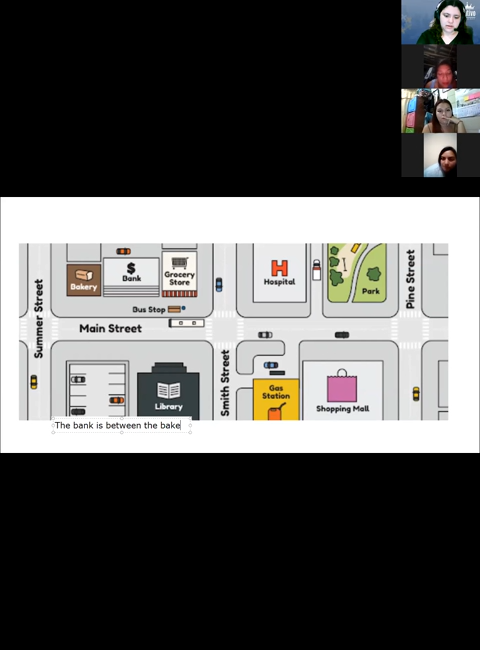 Bakery
$
Bank
Grocery
Store
H
Hospital
Park
Pine Street
Summer Street
Bus Stop
Main Street
Smith Street
Library
Gas
Station
Shopping Mall
The bank is between the bake